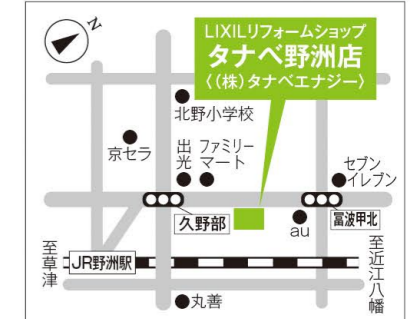 N
LIXILリフォームショップ
タナベ野洲店
〈(株)タナベエナジー〉
北野小学校
京セラ
出光
ファミリーマート
セブンイレブン
久野部
au
冨波甲北
至草津
JR野洲駅
至近江八幡
丸善